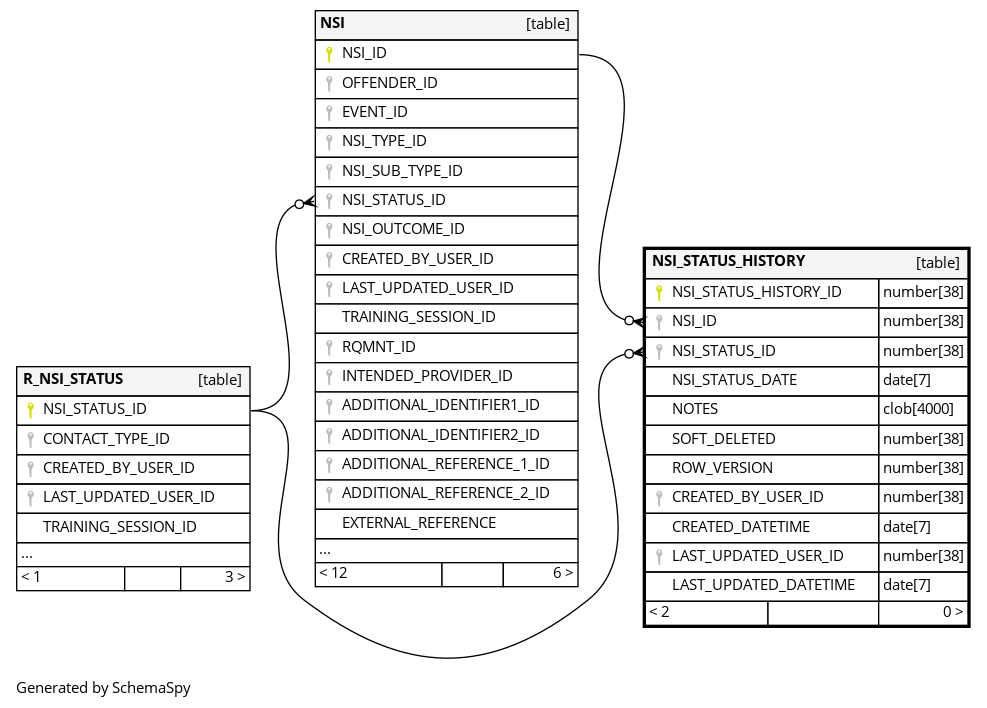 NSI [table]
NSI_ID
OFFENDER_ID
EVENT_ID
NSI_TYPE_ID
NSI_SUB_TYPE_ID
NSI_STATUS_ID
NSI_OUTCOME_ID
CREATED_BY_USER_ID
LAST_UPDATED_USER_ID
TRAINING_SESSION_ID
RQMNT_ID
INTENDED_PROVIDER_ID
ADDITIONAL_IDENTIFIER1_ID
ADDITIONAL_IDENTIFIER2_ID
ADDITIONAL_REFERENCE_1_ID
ADDITIONAL_REFERENCE_2_ID
EXTERNAL_REFERENCE
...
< 12 6 >
NSI_STATUS_HISTORY [table]
NSI_STATUS_HISTORY_ID number[38]
NSI_ID number[38]
NSI_STATUS_ID number[38]
NSI_STATUS_DATE date[7]
NOTES clob[4000]
SOFT_DELETED number[38]
ROW_VERSION number[38]
CREATED_BY_USER_ID number[38]
CREATED_DATETIME date[7]
LAST_UPDATED_USER_ID number[38]
LAST_UPDATED_DATETIME date[7]
< 2 0 >
R_NSI_STATUS [table]
NSI_STATUS_ID
CONTACT_TYPE_ID
CREATED_BY_USER_ID
LAST_UPDATED_USER_ID
TRAINING_SESSION_ID
...
< 1 3 >
Generated by SchemaSpy